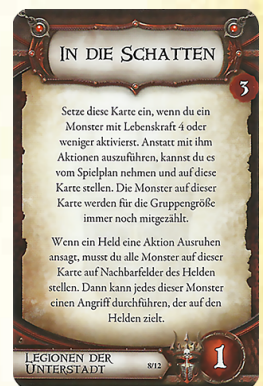 IN DIE SCHATTEN
3
Setze diese Karte ein, wenn du ein
Monster mit Lebenskraft 4 oder
weniger aktivierst. Anstatt mit ihm
Aktionen auszuführen, kannst du es
vom Spielplan nehmen und auf diese
Karte stellen. Die Monster auf dieser
Karte werden für die Gruppengröße
immer noch mitgezählt.
Wenn ein Held eine Aktion Ausruhen
ansagt, musst du alle Monster auf dieser
Karte auf Nachbarfelder des Helden
stellen. Dann kann jedes dieser Monster
einen Angriff durchführen, der auf den
Helden zielt.
LEGIONEN DER
UNTERSTADT
8/12
1